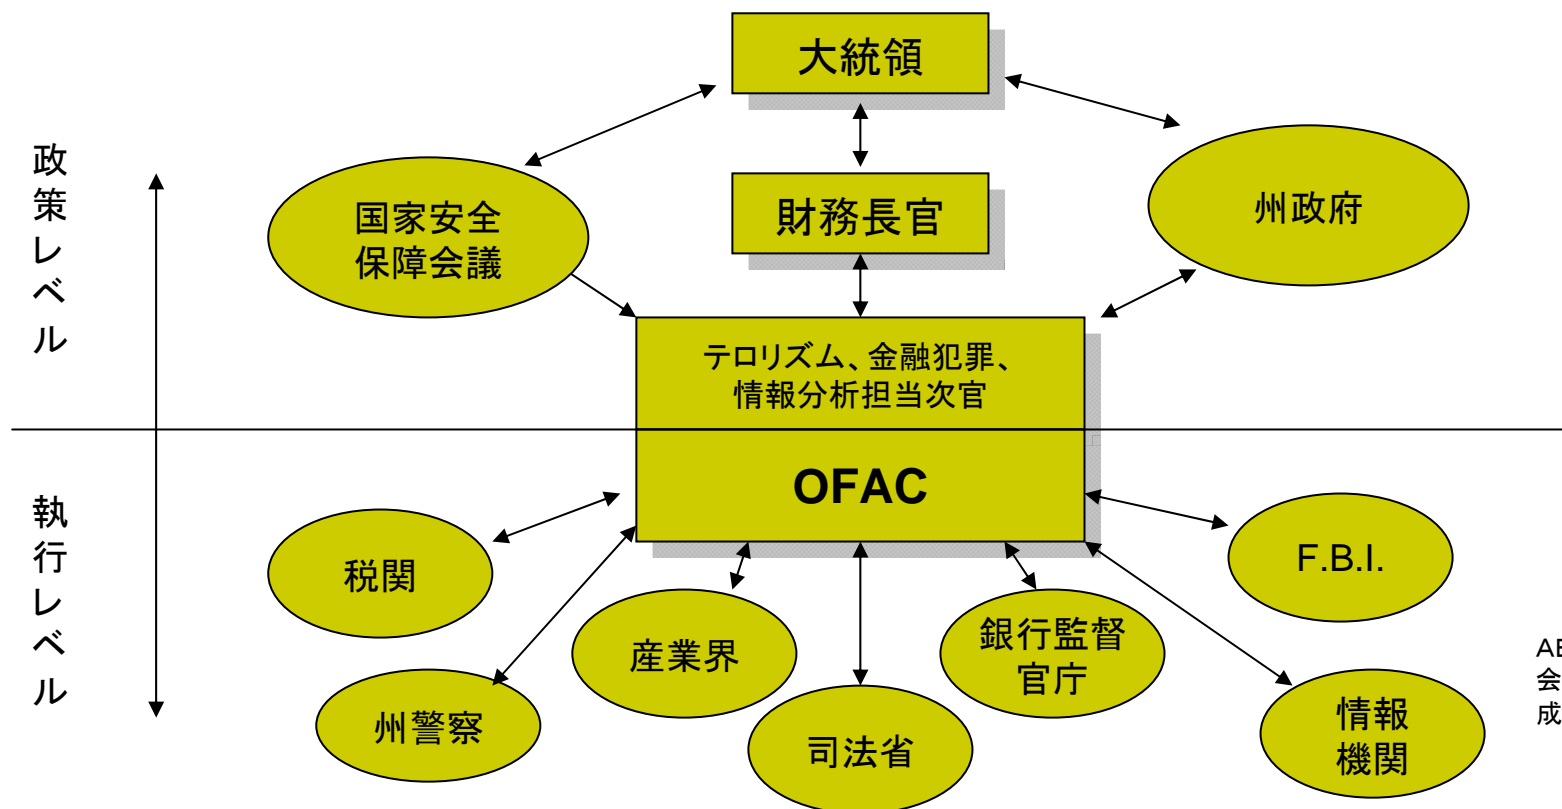 大統領
政策レベル
国家安全
保障会議
財務長官
州政府
テロリズム、金融犯罪、
情報分析担当次官
OFAC
執行レベル
税関
F.B.I.
産業界
銀行監督
官庁
州警察
司法省
情報
機関
会
成